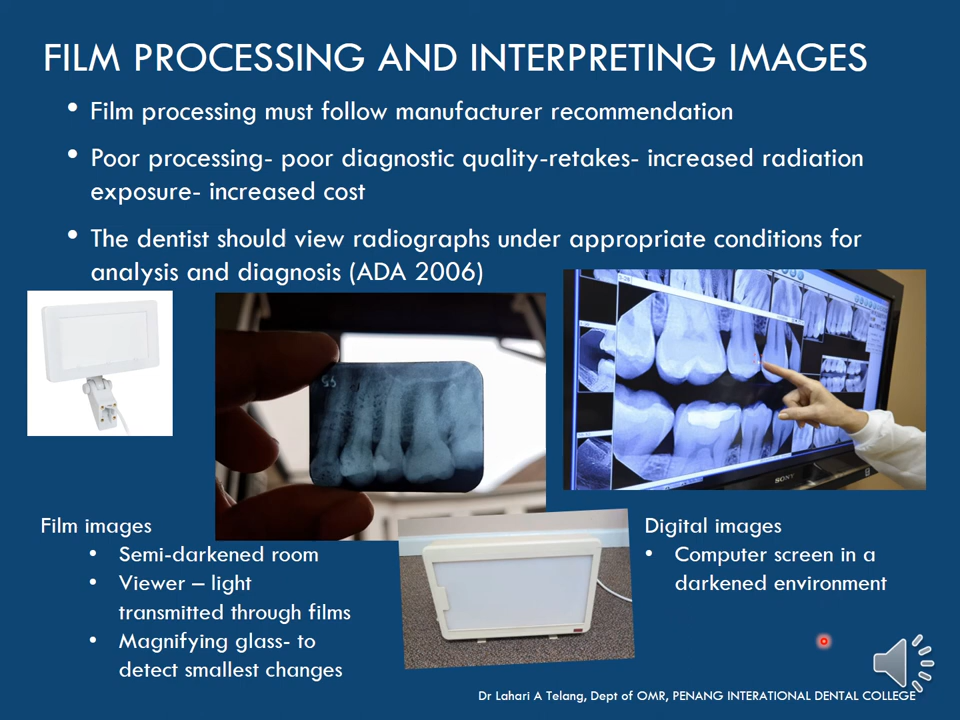 FILM PROCESSING AND INTERPRETING IMAGES
• Film processing must follow manufacturer recommendation
• Poor processing- poor diagnostic quality-retakes- increased radiation
exposure- increased cost
• The dentist should view radiographs under appropriate conditions for
analysis and diagnosis (ADA 2006)
55
SONY
Film images
• Semi-darkened room
• Viewer – light
transmitted through films
• Magnifying glass- to
detect smallest changes
Digital images
• Computer screen in a
darkened environment
Dr Lahari A Telang, Dept of OMR, PENANG INTERATIONAL DENTAL COLLEGE